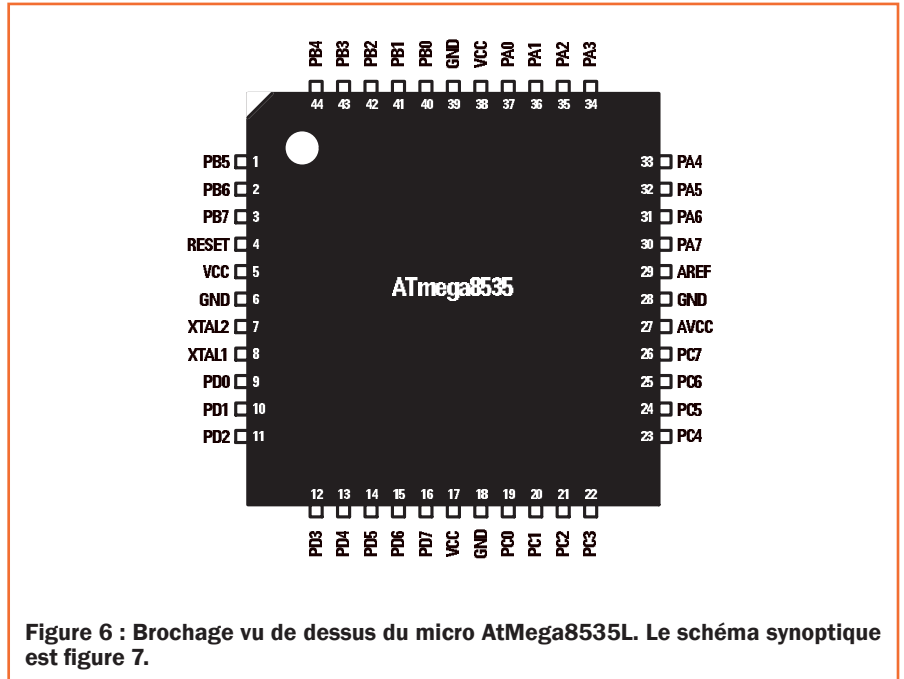 PB4 PB3 PB2 PB1 PB0 GND VCC PA0 PA1 PA2 PA3
44 43 42 41 40 39 38 37 36 35 34
PB5 1 33 PA4
PB6 2 32 PA5
PB7 3 31 PA6
RESET 4 30 PA7
VCC 5 29 AREF
ATmega8535
GND 6 28 GND
XTAL2 7 27 AVCC
XTAL1 8 26 PC7
PD0 9 25 PC6
PD1 10 24 PC5
PD2 11 23 PC4
12 13 14 15 16 17 18 19 20 21 22
PD3 PD4 PD5 PD6 PD7 VCC GND PC0 PC1 PC2 PC3
Figure 6 : Brochage vu de dessus du micro AtMega8535L. Le schéma synoptique
est figure 7.